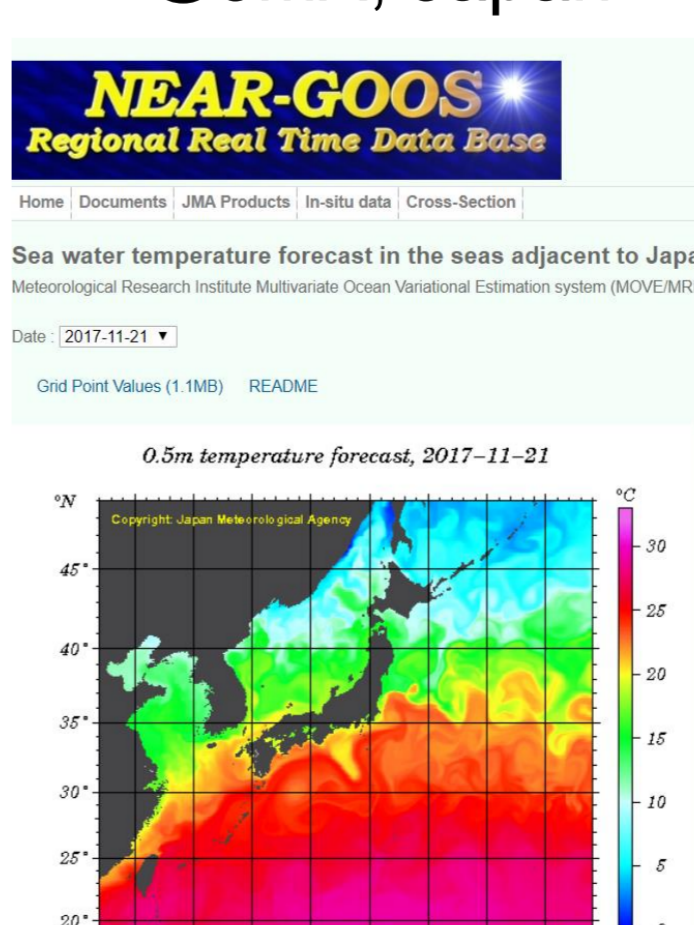 NEAR-GOOS
Regional Real Time Data Base
Home Documents JMA Products In-situ data Cross-Section
Sea water temperature forecast in the seas adjacent to
Meteorological Research Institute Multivariate Ocean Variational Estimation system
Date : 2017-11-21 ▼
Grid Point Values (1.1MB) README
0.5m temperature forecast, 2017-11-21
°N
°C
Copyright: Japan Meteorological Agency
30
45°
25
40°
20
35°
15
30°
10
25°
5
20°